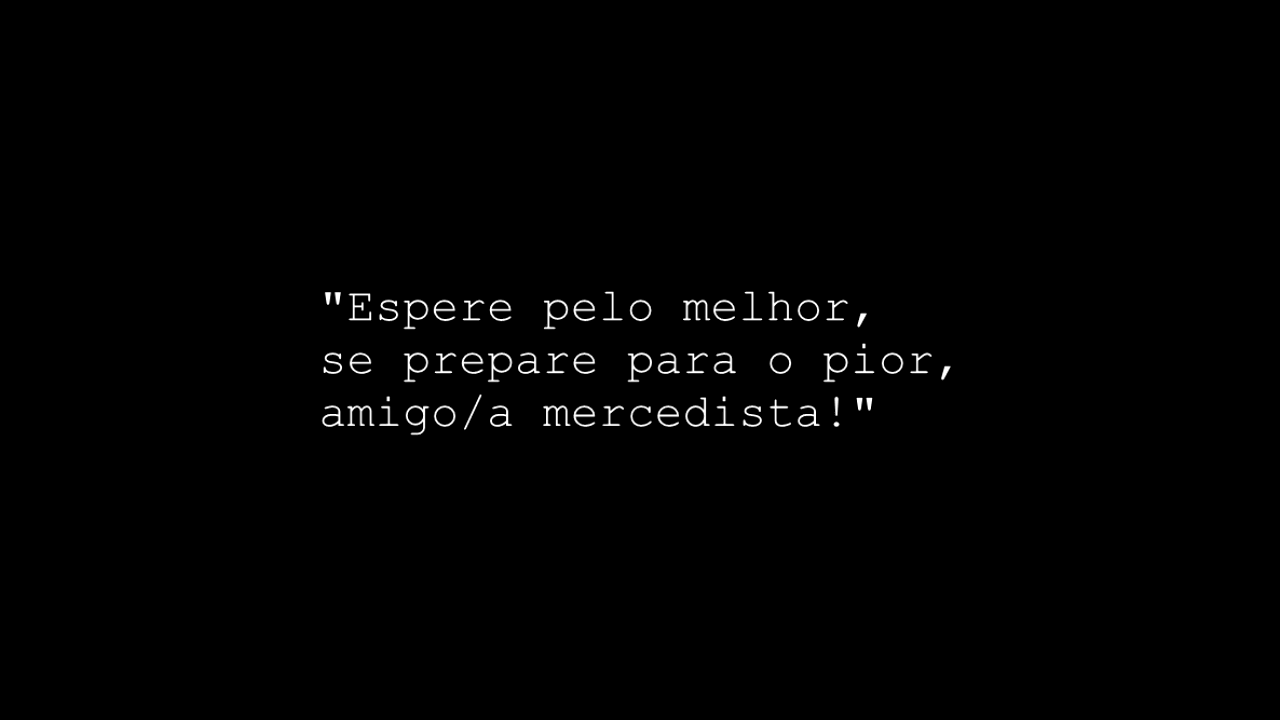 "Espere pelo melhor,
se prepare para o pior,
amigo/a mercedista!"